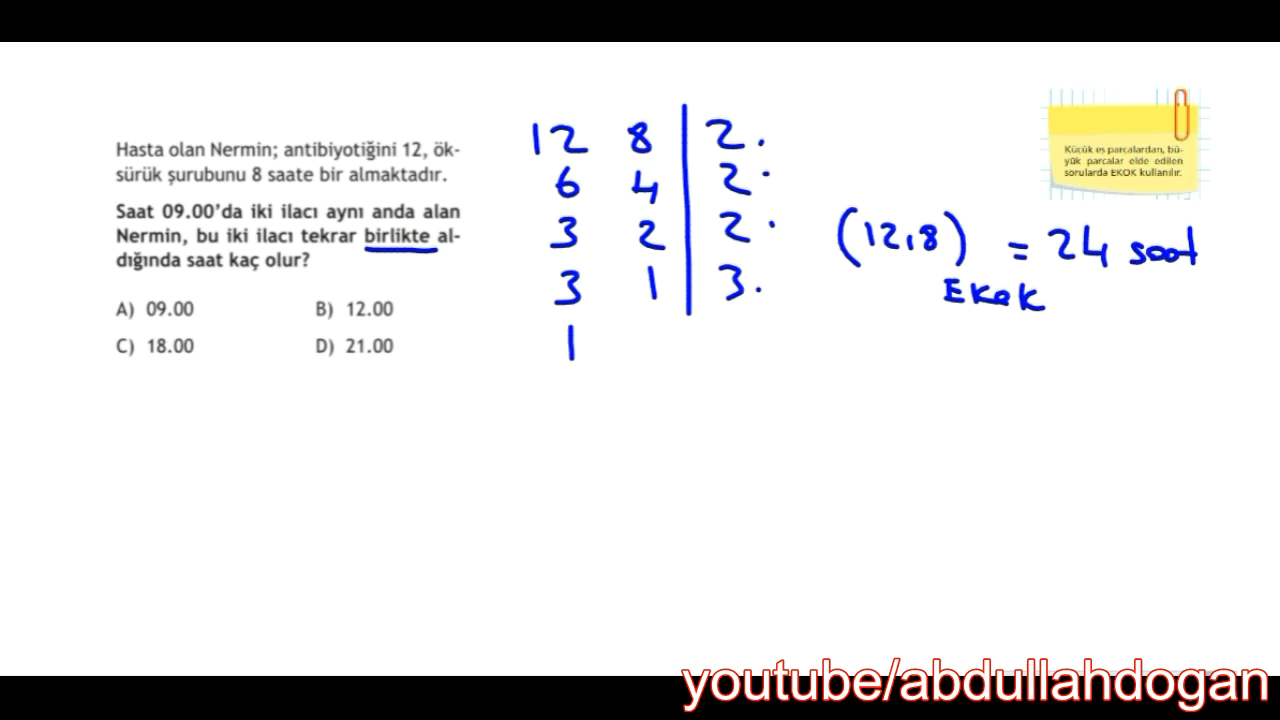 Hasta olan Nermin; antibiyotiğini 12, ök-
sürük şurubunu 8 saate bir almaktadır.
Saat 09.00'da iki ilacı aynı anda alan
Nermin, bu iki ilacı tekrar birlikte al-
dığında saat kaç olur?
A) 09.00 B) 12.00
C) 18.00 D) 21.00
12 8 2.
6 4 2.
3 2 2.
3 1 3.
1
(12,8) = 24 saat
Ekok
Küçük eş parçalardan, bü-
yük parçalar elde edilen
sorularda EKOK kullanılır.
youtube/abdullahdogan